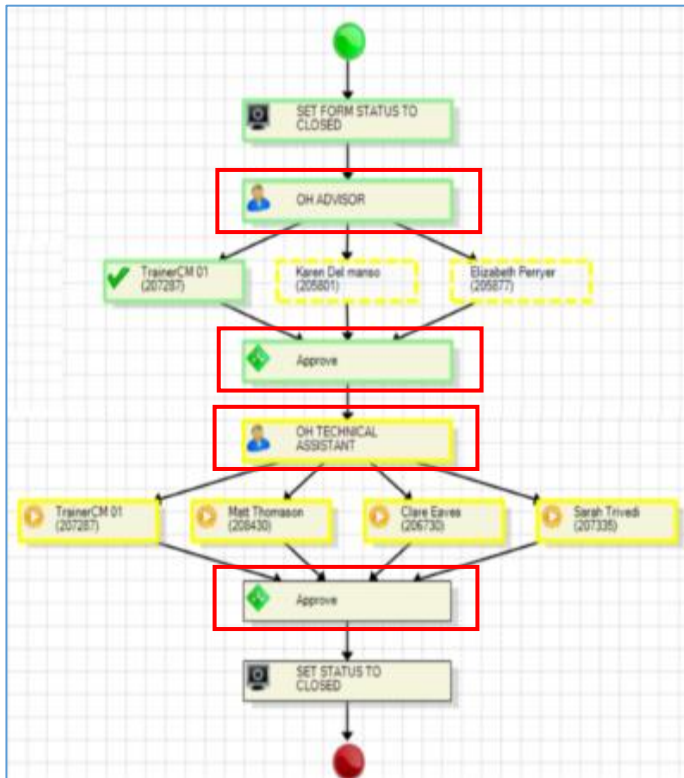 SET FORM STATUS TO
CLOSED
OH ADVISOR
TrainerCM 01
(207287)
Karen Del manso
(205801)
Elizabeth Perryer
(205877)
Approve
OH TECHNICAL
ASSISTANT
TrainerCM 01
(207287)
Matt Thomason
(208430)
Clare Eaves
(206730)
Sarah Trivedi
(207335)
Approve
SET STATUS TO
CLOSED